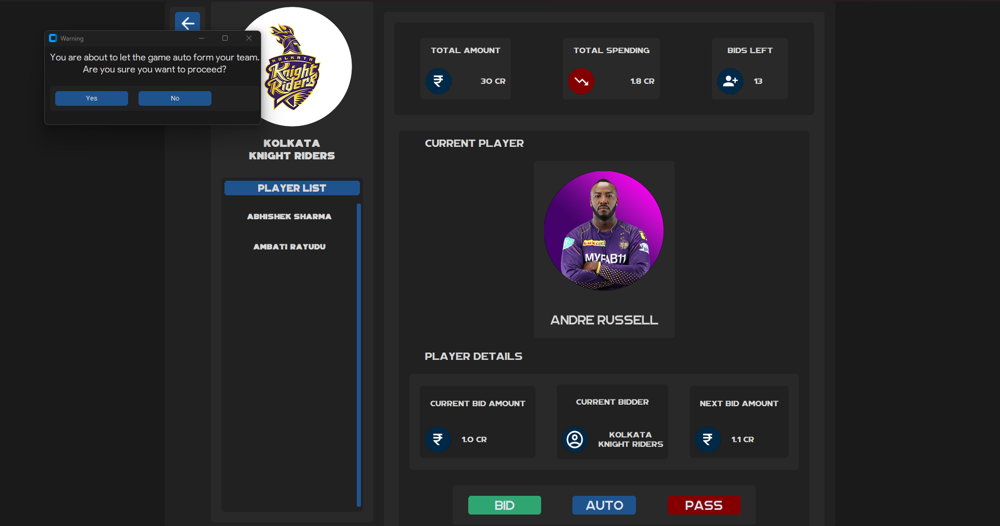 Warning
You are about to let the game auto form your team.
Are you sure you want to proceed?
Yes
No
KOLKATA
Knight
Riders
KOLKATA
KNIGHT RIDERS
PLAYER LIST
ABHISHEK SHARMA
AMBATI RAYUDU
TOTAL AMOUNT
₹
30 CR
TOTAL SPENDING
1.8 CR
BIDS LEFT
13
CURRENT PLAYER
LUX cozi
MYFAB11
ANDRE RUSSELL
PLAYER DETAILS
CURRENT BID AMOUNT
₹
1.0 CR
CURRENT BIDDER
KOLKATA
KNIGHT RIDERS
NEXT BID AMOUNT
₹
1.1 CR
BID
AUTO
PASS